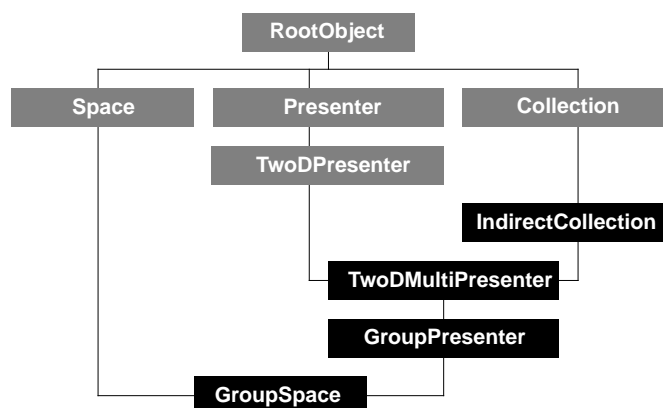 RootObject
Space
Presenter
Collection
TwoDPresenter
IndirectCollection
TwoDMultiPresenter
GroupPresenter
GroupSpace